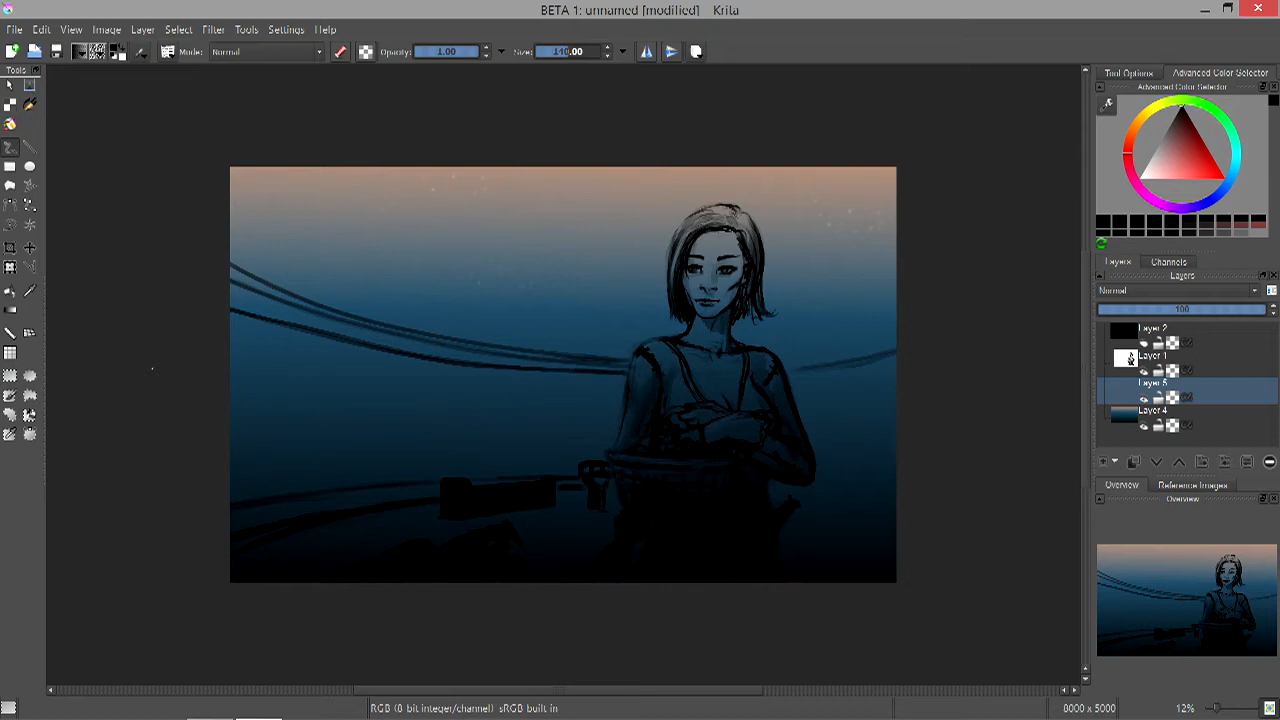 BETA 1: unnamed [modified] - Krita
File Edit View Image Layer Select Filter Tools Settings Help
Mode: Normal Opacity: 1.00 Size: 140.00
Tools
Tool Options Advanced Color Selector
Advanced Color Selector
Layers Channels
Layers
Normal
100
Layer 2
Layer 1
Layer 5
Layer 4
Overview Reference Images
Overview
RGB (8 bit integer/channel) sRGB built in 8000 x 5000 12%